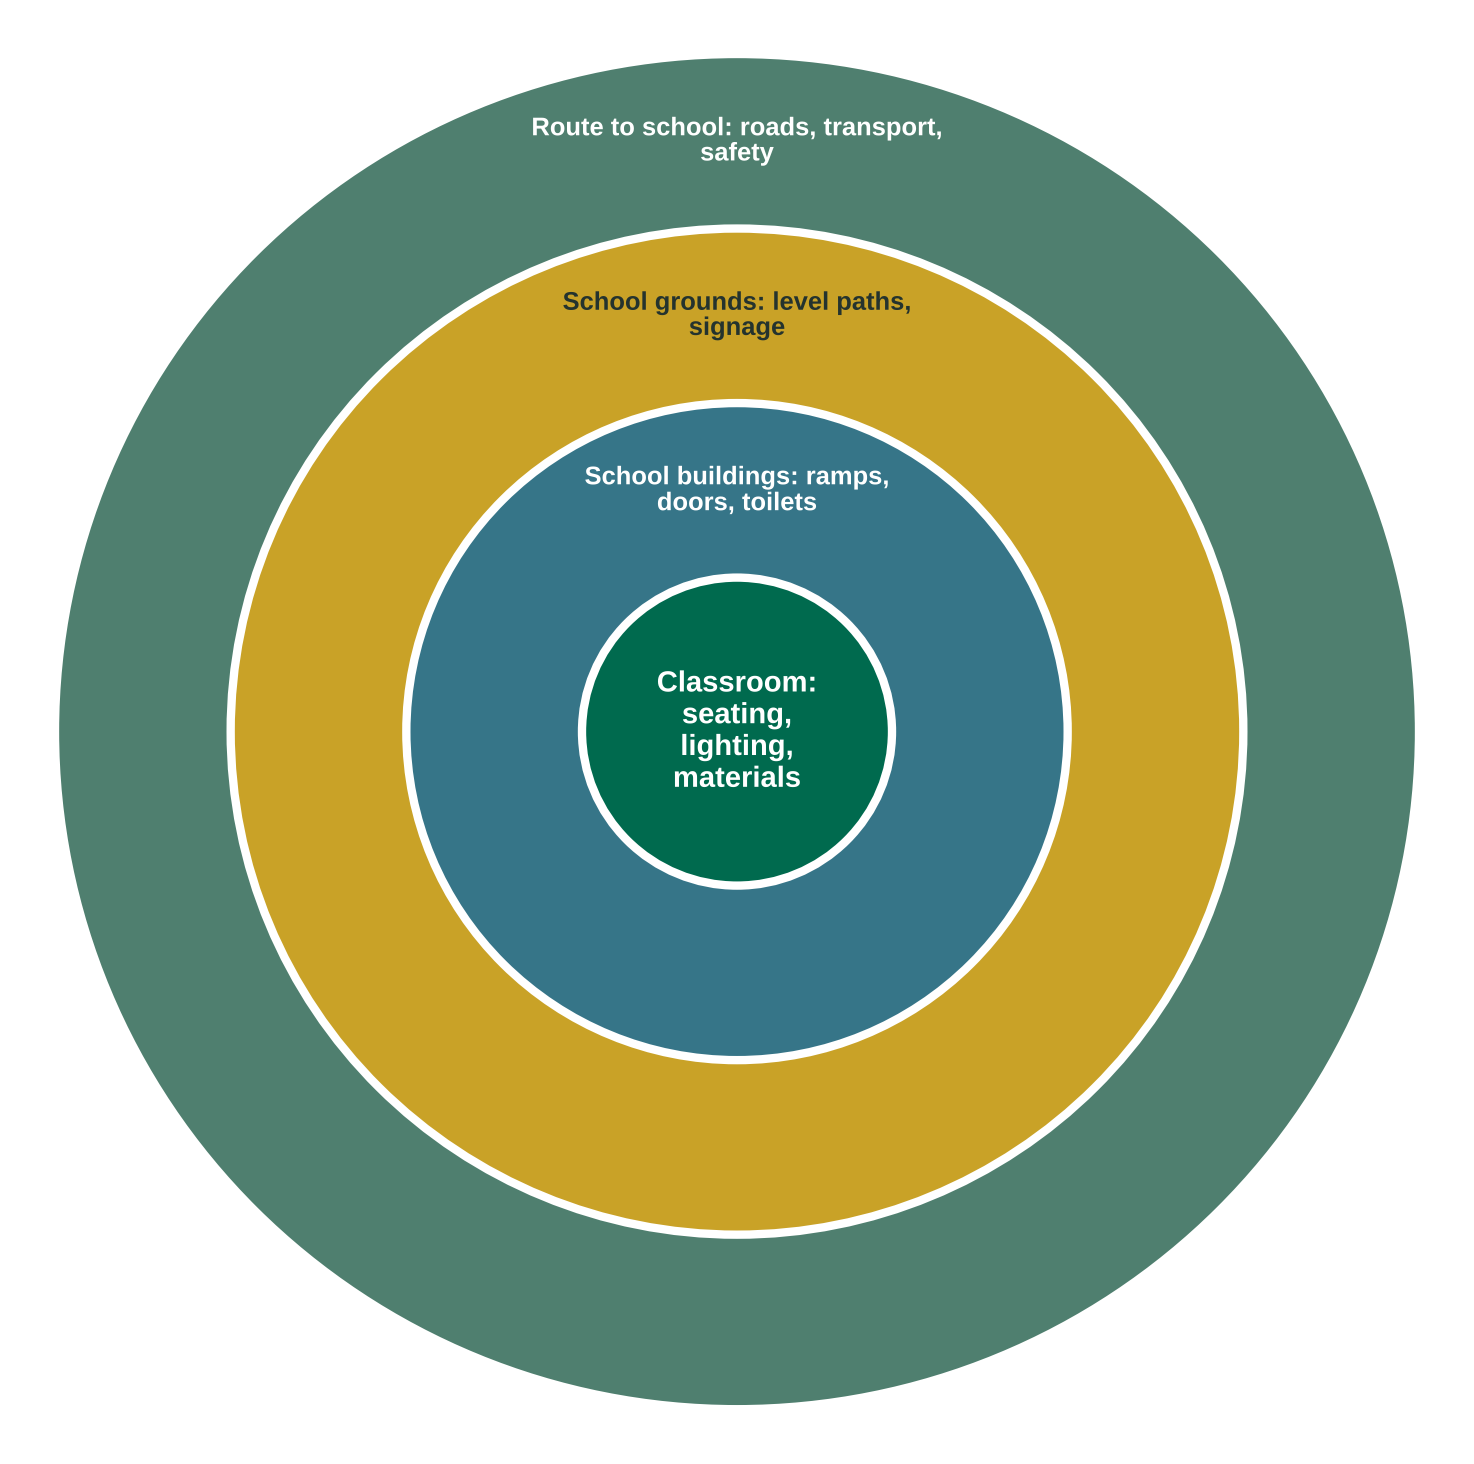 Route to school: roads, transport,
safety
School grounds: level paths,
signage
School buildings: ramps,
doors, toilets
Classroom:
seating,
lighting,
materials